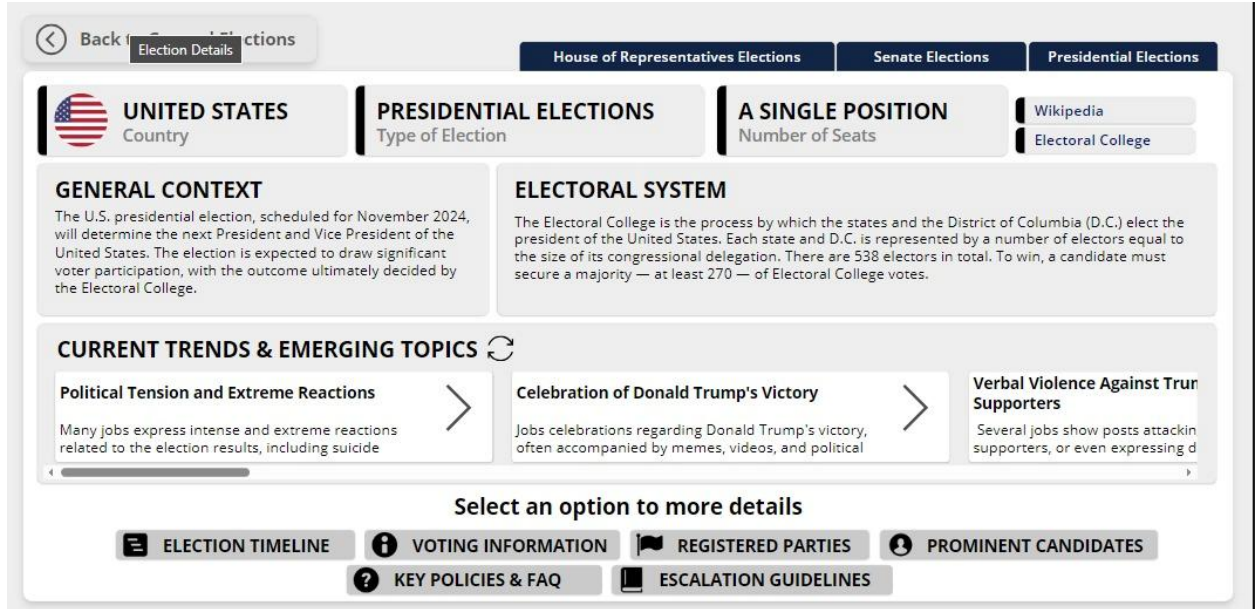 Back t ctions
Election Details
House of Representatives Elections
Senate Elections
Presidential Elections
UNITED STATES
Country
PRESIDENTIAL ELECTIONS
Type of Election
A SINGLE POSITION
Number of Seats
Wikipedia
Electoral College
GENERAL CONTEXT
The U.S. presidential election, scheduled for November 2024,
will determine the next President and Vice President of the
United States. The election is expected to draw significant
voter participation, with the outcome ultimately decided by
the Electoral College.
ELECTORAL SYSTEM
The Electoral College is the process by which the states and the District of Columbia (D.C.) elect the
president of the United States. Each state and D.C. is represented by a number of electors equal to
the size of its congressional delegation. There are 538 electors in total. To win, a candidate must
secure a majority — at least 270 — of Electoral College votes.
CURRENT TRENDS & EMERGING TOPICS
Political Tension and Extreme Reactions
Many jobs express intense and extreme reactions
related to the election results, including suicide
Celebration of Donald Trump's Victory
Jobs celebrations regarding Donald Trump's victory,
often accompanied by memes, videos, and political
Verbal Violence Against Trun
Supporters
Several jobs show posts attackin
supporters, or even expressing d
Select an option to more details
ELECTION TIMELINE
VOTING INFORMATION
REGISTERED PARTIES
PROMINENT CANDIDATES
KEY POLICIES & FAQ
ESCALATION GUIDELINES